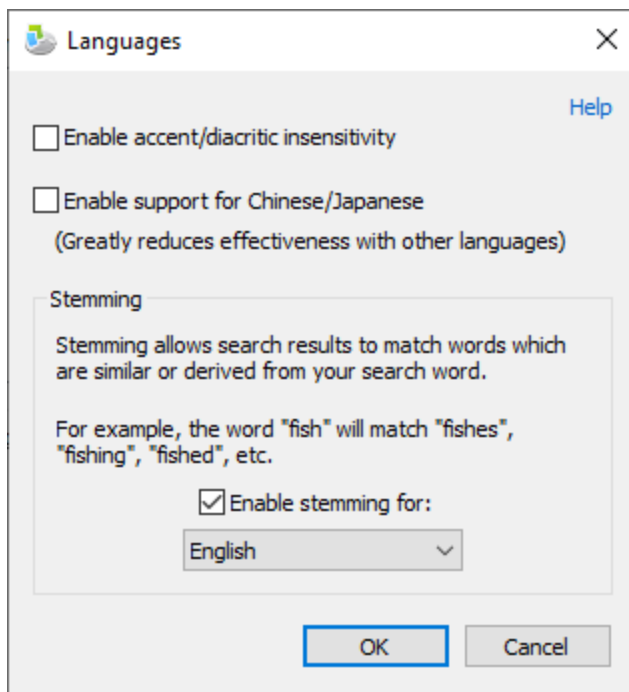 Languages
Help
Enable accent/diacritic insensitivity
Enable support for Chinese/Japanese
(Greatly reduces effectiveness with other languages)
Stemming
Stemming allows search results to match words which
are similar or derived from your search word.
For example, the word "fish" will match "fishes",
"fishing", "fished", etc.
Enable stemming for:
English
OK Cancel